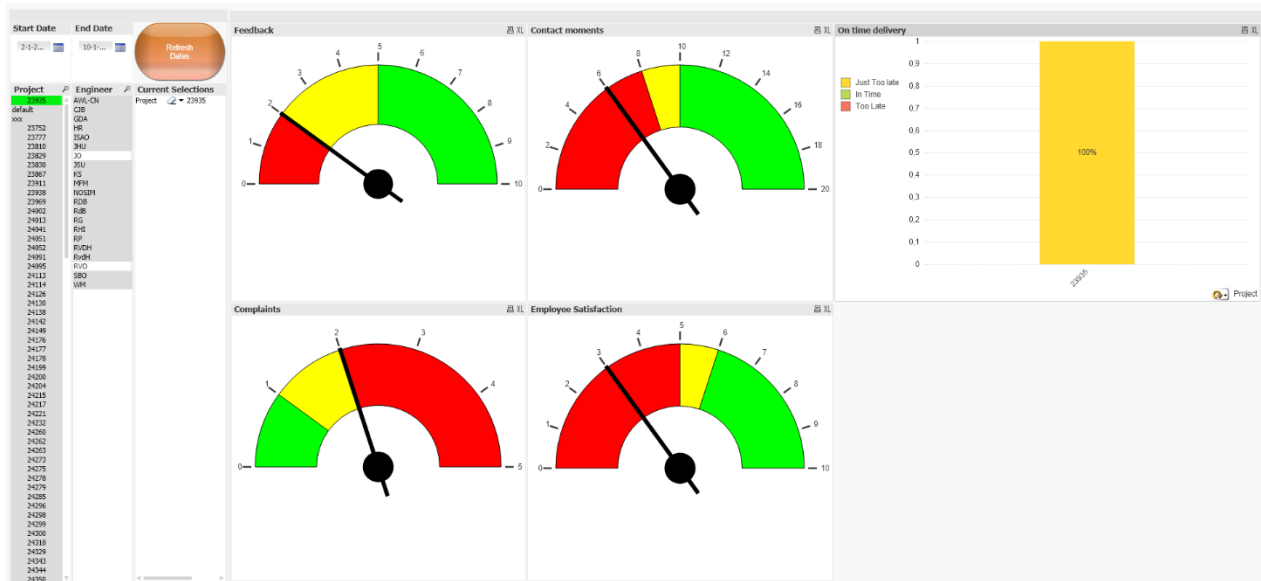 Start Date
End Date
2-1-2...
10-1-...
Refresh
Dates
Project
Engineer
Current Selections
23935
default
xxx
23752
23777
23810
23829
23830
23867
23911
23938
23969
24002
24013
24041
24051
24052
24091
24095
24113
24114
24126
24130
24138
24142
24149
24176
24177
24178
24199
24200
24204
24215
24217
24221
24232
24260
24262
24263
24273
24275
24278
24279
24285
24296
24298
24299
24300
24318
24329
24343
24344
24350
AWL-CN
CJB
GDA
HR
ISAO
JHU
JO
JSU
KS
MFM
NOSIM
RDB
RdB
RG
RHI
RP
RVDH
RvdH
RVO
SBO
WM
Project 23935
Feedback
XL
0
1
2
3
4
5
6
7
8
9
10
Contact moments
XL
0
2
4
6
8
10
12
14
16
18
20
On time delivery
XL
Just Too late
In Time
Too Late
1
0,9
0,8
0,7
0,6
0,5
0,4
0,3
0,2
0,1
0
100%
23935
Project
Complaints
XL
0
1
2
3
4
5
Employee Satisfaction
XL
0
1
2
3
4
5
6
7
8
9
10